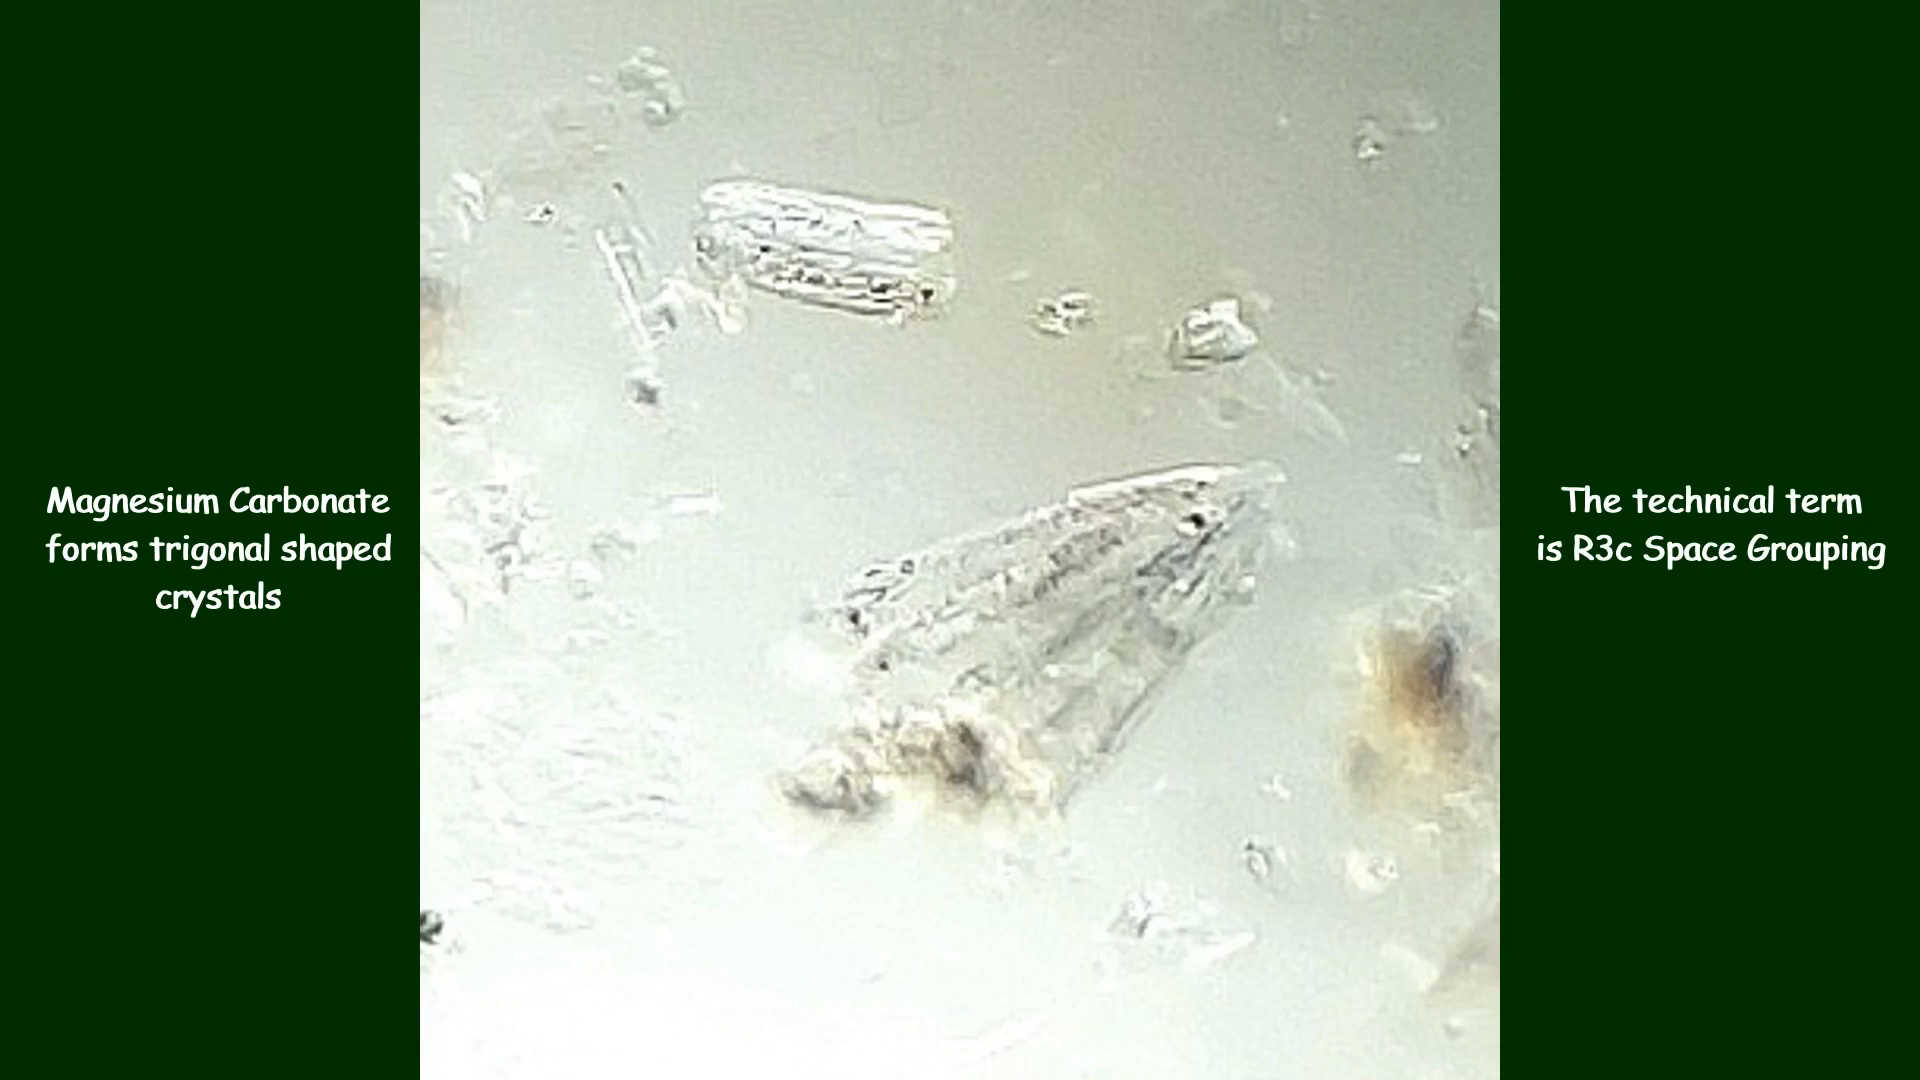 Magnesium Carbonate
forms trigonal shaped
crystals
The technical term
is R3c Space Grouping